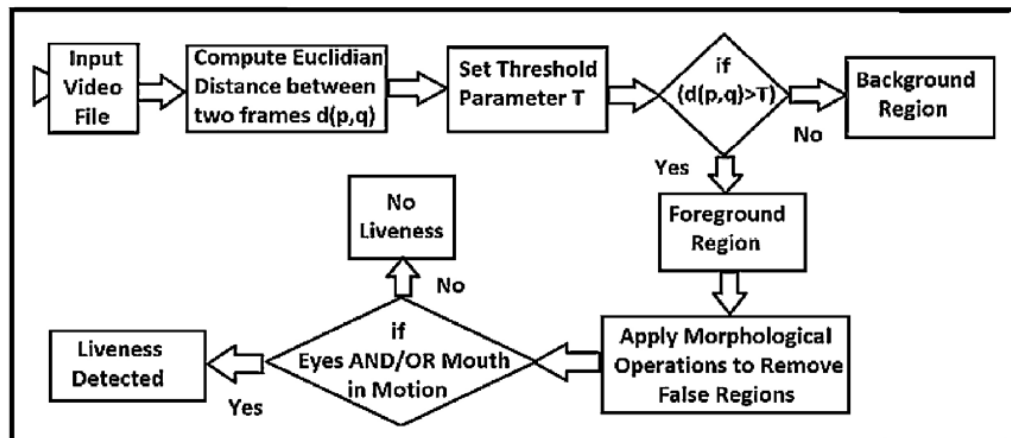 Input
Video
File
Compute Euclidian
Distance between
two frames d(p,q)
Set Threshold
Parameter T
if
(d(p,q)>T)
No
Background
Region
Yes
Foreground
Region
Apply Morphological
Operations to Remove
False Regions
if
Eyes AND/OR Mouth
in Motion
No
No
Liveness
Yes
Liveness
Detected